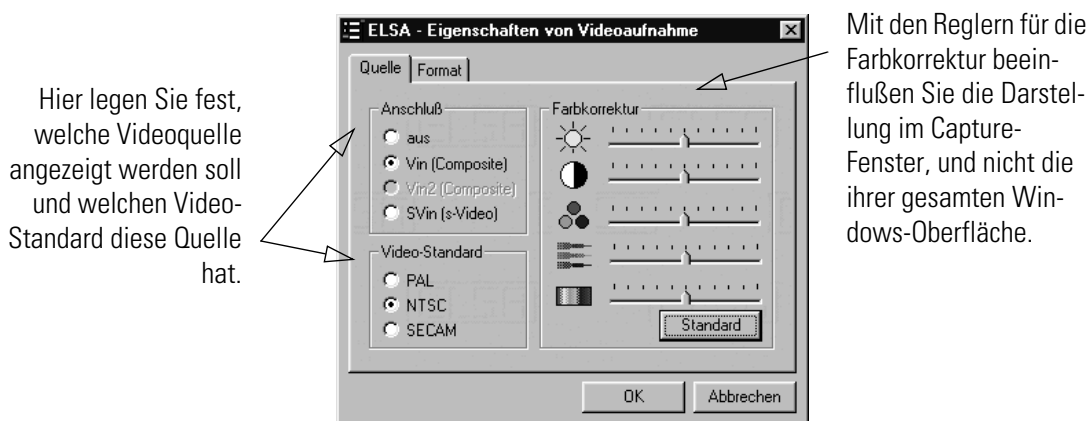 Hier legen Sie fest,
welche Videoquelle
angezeigt werden soll
und welchen Video-
Standard diese Quelle
hat.
ELSA - Eigenschaften von Videoaufnahme
Quelle
Format
Anschluß
aus
Vin (Composite)
Vin2 (Composite)
SVin (s-Video)
Video-Standard
PAL
NTSC
SECAM
Farbkorrektur
Standard
OK
Abbrechen
Mit den Reglern für die
Farbkorrektur beein-
flußen Sie die Darstel-
lung im Capture-
Fenster, und nicht die
ihrer gesamten Win-
dows-Oberfläche.